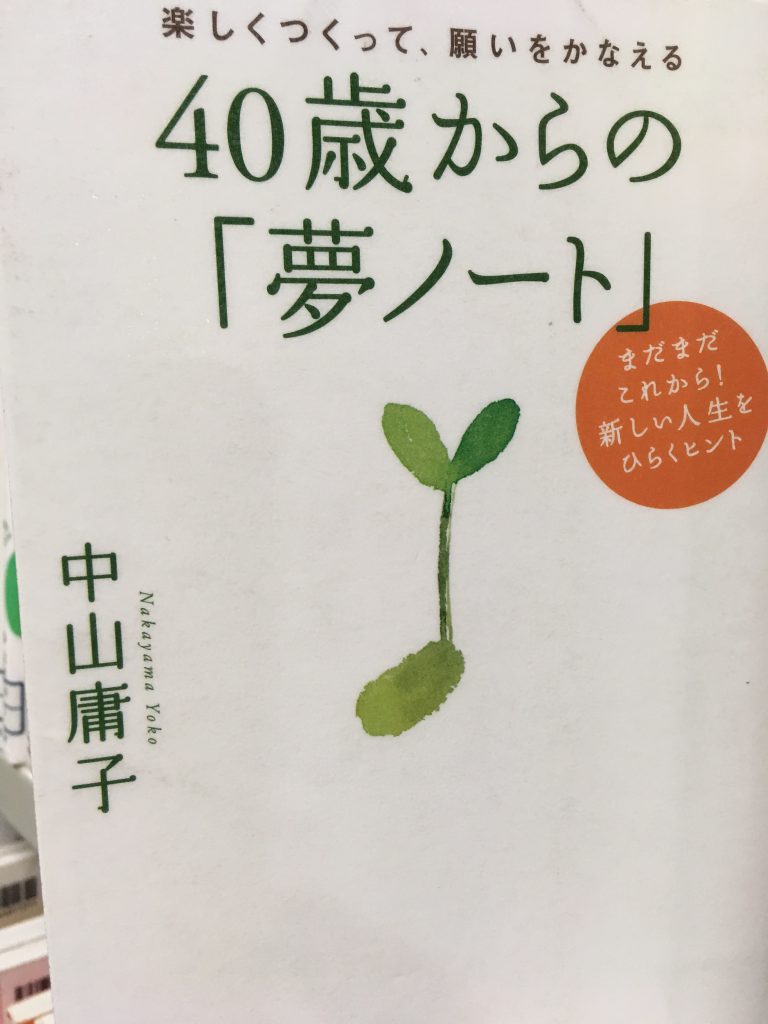 楽しくつくって、願いをかなえる
40歳からの
「夢ノート」
まだまだ
これから！
新しい人生を
ひらくヒント
中山庸子
Nakayama Yoko